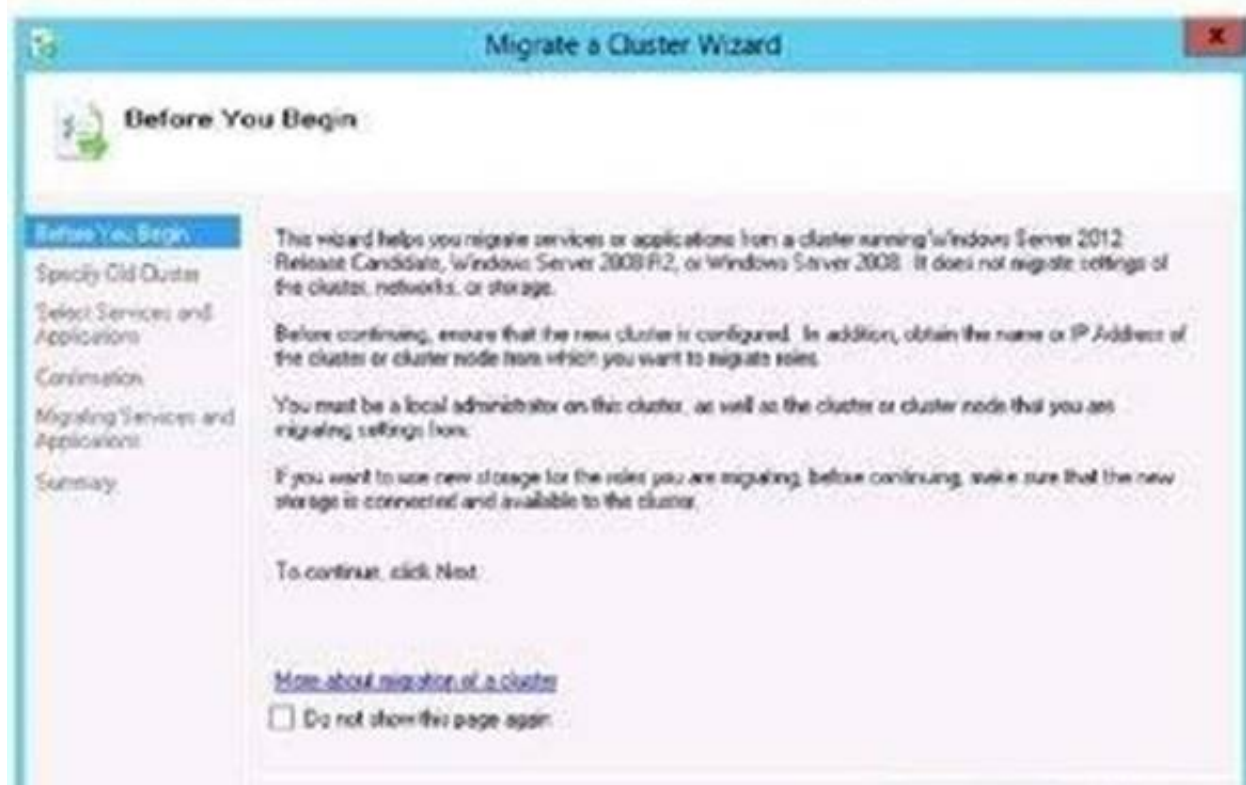 Migrate a Cluster Wizard
x
Before You Begin
Before You Begin
Specify Old Cluster
Select Services and
Applications
Confirmation
Migrating Services and
Applications
Summary
This wizard helps you migrate services or applications from a cluster running Windows Server 2012
Release Candidate, Windows Server 2008 R2, or Windows Server 2008. It does not migrate settings of
the cluster, networks, or storage.
Before continuing, ensure that the new cluster is configured. In addition, obtain the name or IP Address of
the cluster or cluster node from which you want to migrate roles.
You must be a local administrator on this cluster, as well as the cluster or cluster node that you are
migrating settings from.
If you want to use new storage for the roles you are migrating, before continuing, make sure that the new
storage is connected and available to the cluster.
To continue, click Next.
More about migration of a cluster
Do not show this page again